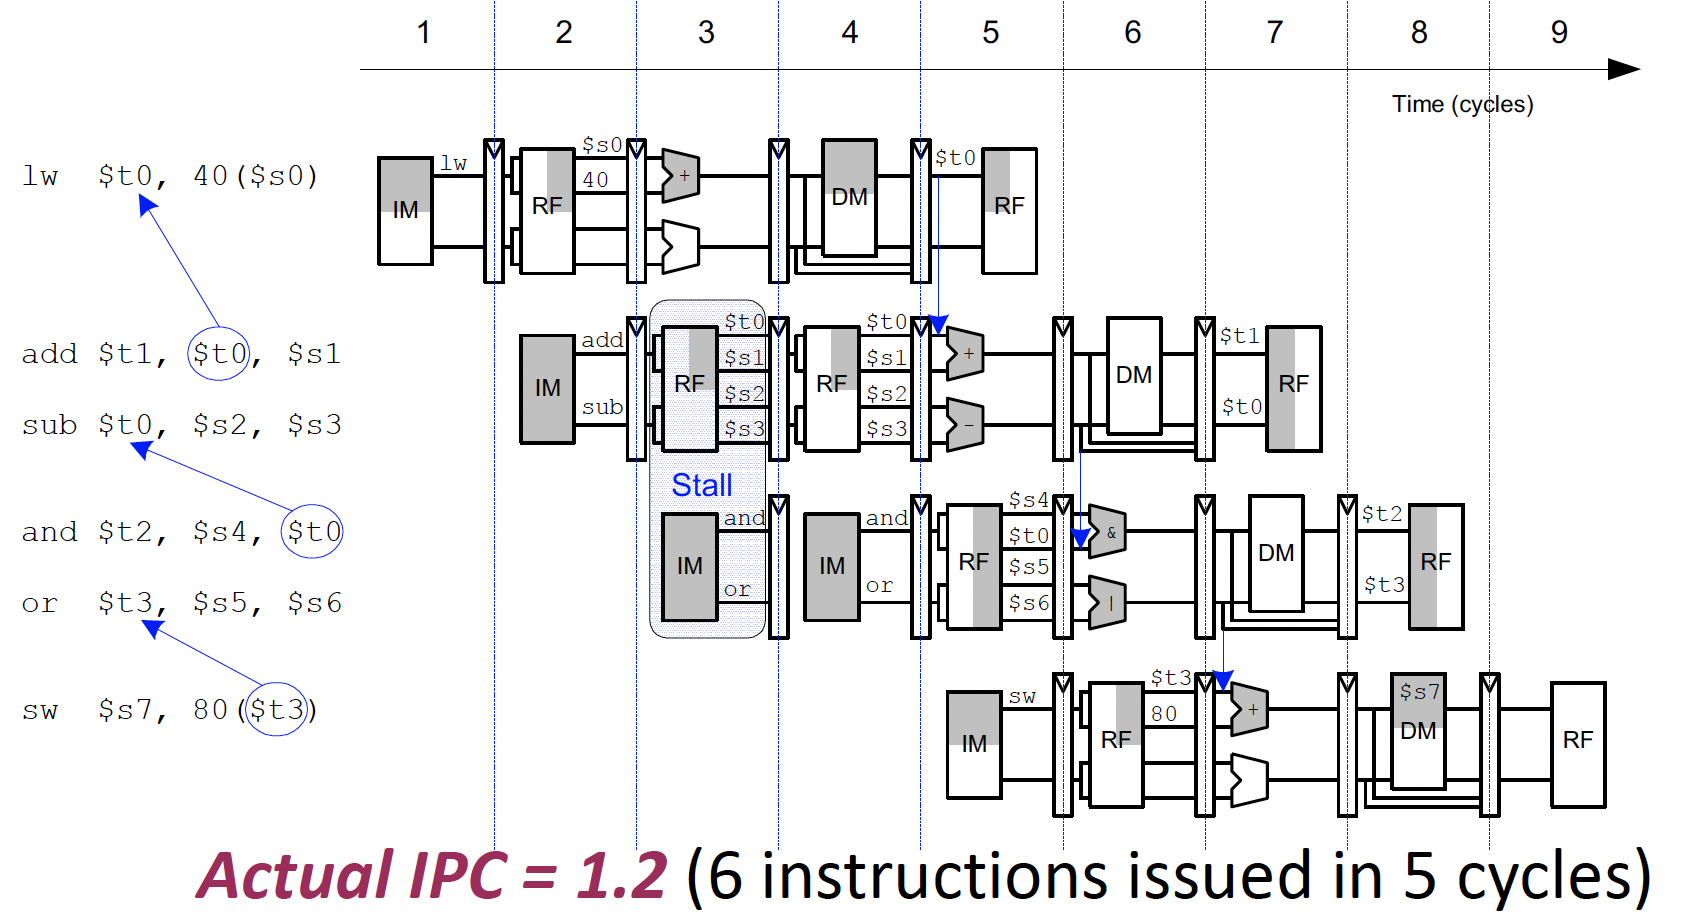 1 2 3 4 5 6 7 8 9
Time (cycles)
lw $t0, 40($s0)
IM lw RF $s0 40 + DM $t0 RF
add $t1, $t0, $s1
sub $t0, $s2, $s3
IM add sub RF $t0 $s1 $s2 $s3 RF $t0 $s1 $s2 $s3 + - DM $t1 $t0 RF
Stall
and $t2, $s4, $t0
or $t3, $s5, $s6
IM and or IM and or RF $s4 $t0 $s5 $s6 & | DM $t2 $t3 RF
sw $s7, 80($t3)
IM sw RF $t3 80 + $s7 DM RF
Actual IPC = 1.2 (6 instructions issued in 5 cycles)